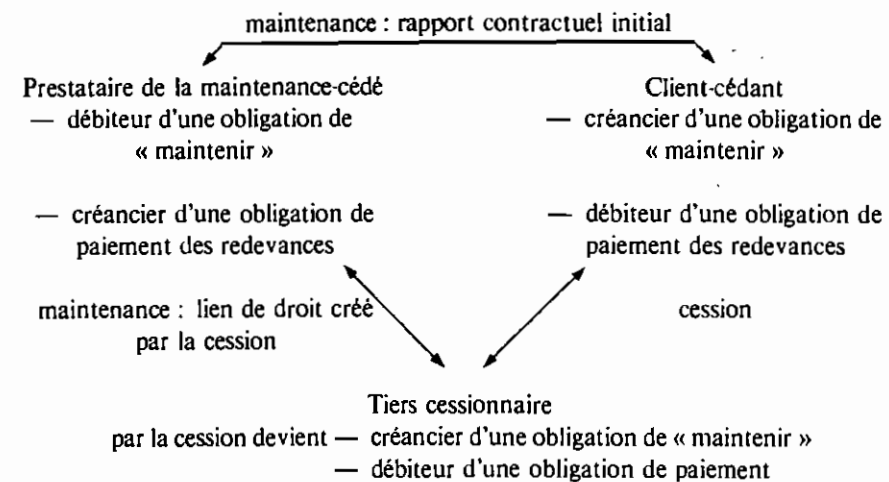 maintenance : rapport contractuel initial
Prestataire de la maintenance-cédé
— débiteur d'une obligation de
« maintenir »
— créancier d'une obligation de
paiement des redevances
Client-cédant
— créancier d'une obligation de
« maintenir »
— débiteur d'une obligation de
paiement des redevances
maintenance : lien de droit créé
par la cession
cession
Tiers cessionnaire
par la cession devient — créancier d'une obligation de « maintenir »
— débiteur d'une obligation de paiement